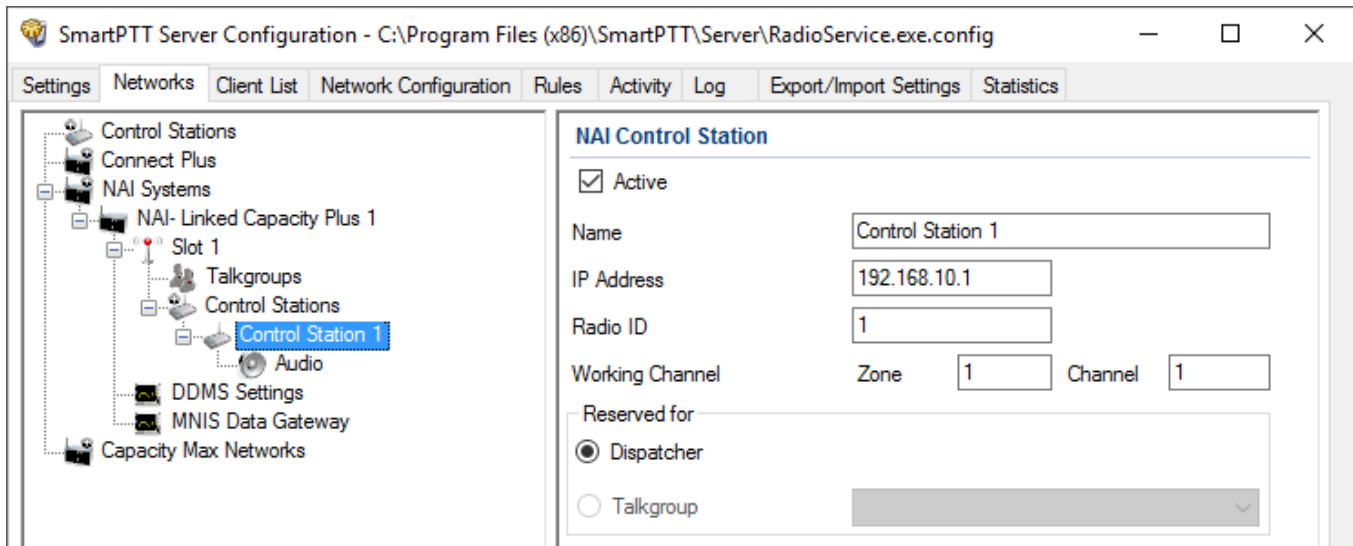 SmartPTT Server Configuration - C:\Program Files (x86)\SmartPTT\Server\RadioService.exe.config
Settings Networks Client List Network Configuration Rules Activity Log Export/Import Settings Statistics
Control Stations
Connect Plus
NAI Systems
NAI- Linked Capacity Plus 1
Slot 1
Talkgroups
Control Stations
Control Station 1
Audio
DDMS Settings
MNIS Data Gateway
Capacity Max Networks
NAI Control Station
Active
Name Control Station 1
IP Address 192.168.10.1
Radio ID 1
Working Channel Zone 1 Channel 1
Reserved for
Dispatcher
Talkgroup